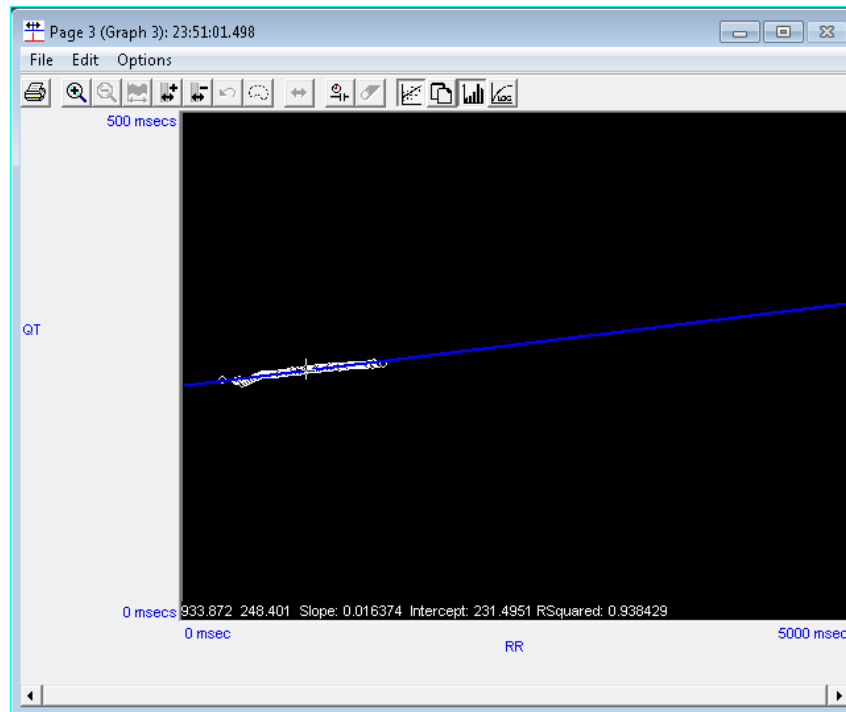 Page 3 (Graph 3): 23:51:01.498
File Edit Options
LOG
500 msecs
QT
0 msecs
933.872 248.401 Slope: 0.016374 Intercept: 231.4951 RSquared: 0.938429
0 msec
5000 msec
RR